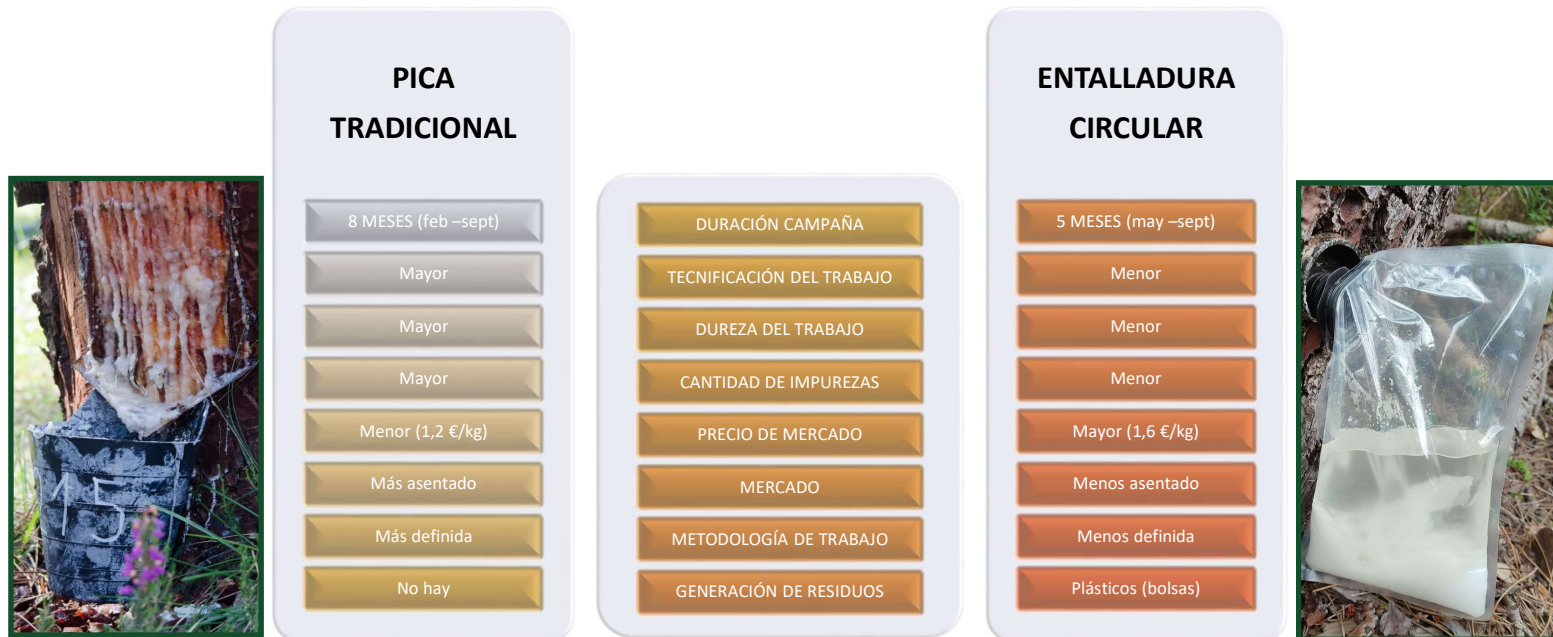 PICA
TRADICIONAL
ENTALLADURA
CIRCULAR
8 MESES (feb –sept)
DURACIÓN CAMPAÑA
5 MESES (may –sept)
Mayor
TECNIFICACIÓN DEL TRABAJO
Menor
Mayor
DUREZA DEL TRABAJO
Menor
Mayor
CANTIDAD DE IMPUREZAS
Menor
Menor (1,2 €/kg)
PRECIO DE MERCADO
Mayor (1,6 €/kg)
Más asentado
MERCADO
Menos asentado
Más definida
METODOLOGÍA DE TRABAJO
Menos definida
No hay
GENERACIÓN DE RESIDUOS
Plásticos (bolsas)
15